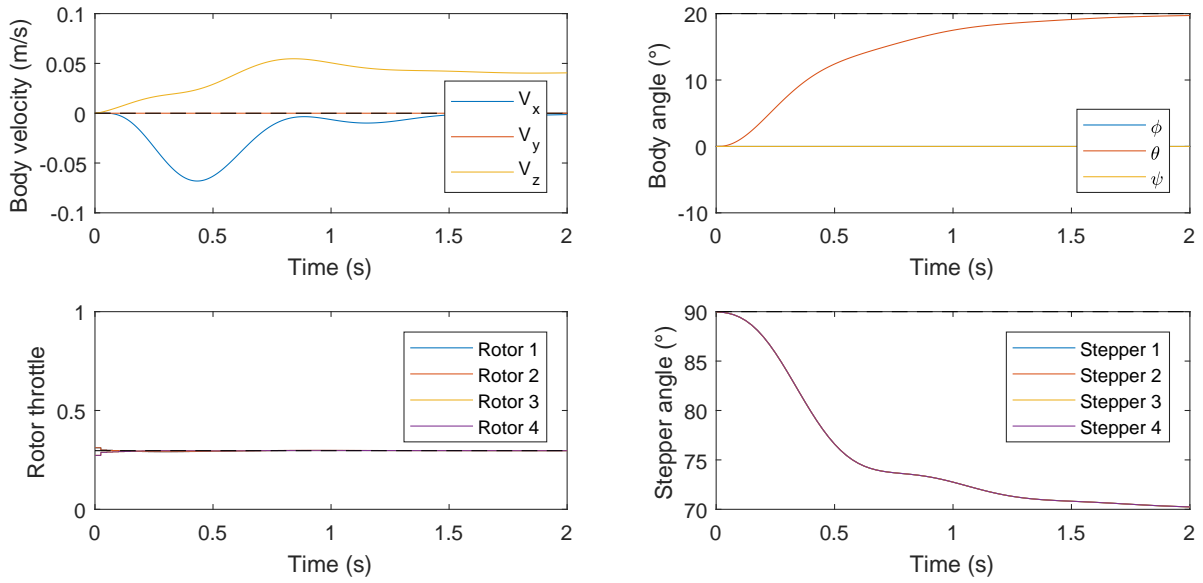 Body velocity (m/s)
0.1
0.05
0
-0.05
-0.1
V_x
V_y
V_z
0
0.5
1
1.5
2
Time (s)
Body angle (°)
20
10
0
-10
ϕ
θ
ψ
0
0.5
1
1.5
2
Time (s)
Rotor throttle
1
0.5
0
Rotor 1
Rotor 2
Rotor 3
Rotor 4
0
0.5
1
1.5
2
Time (s)
Stepper angle (°)
90
85
80
75
70
Stepper 1
Stepper 2
Stepper 3
Stepper 4
0
0.5
1
1.5
2
Time (s)